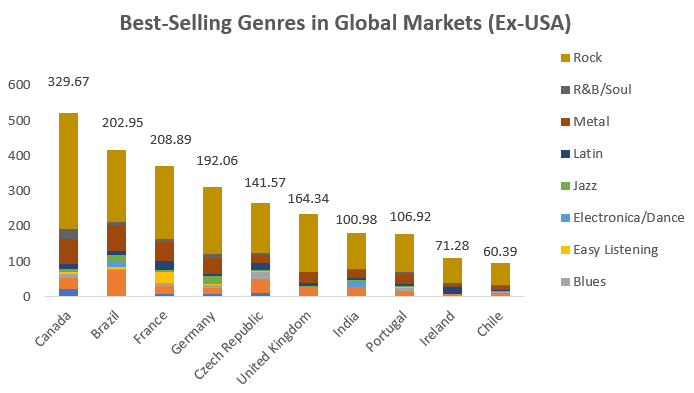 Best-Selling Genres in Global Markets (Ex-USA)
600
500
400
300
200
100
0
329.67
202.95
208.89
192.06
141.57
164.34
100.98
106.92
71.28
60.39
Canada
Brazil
France
Germany
Czech Republic
United Kingdom
India
Portugal
Ireland
Chile
Rock
R&B/Soul
Metal
Latin
Jazz
Electronica/Dance
Easy Listening
Blues